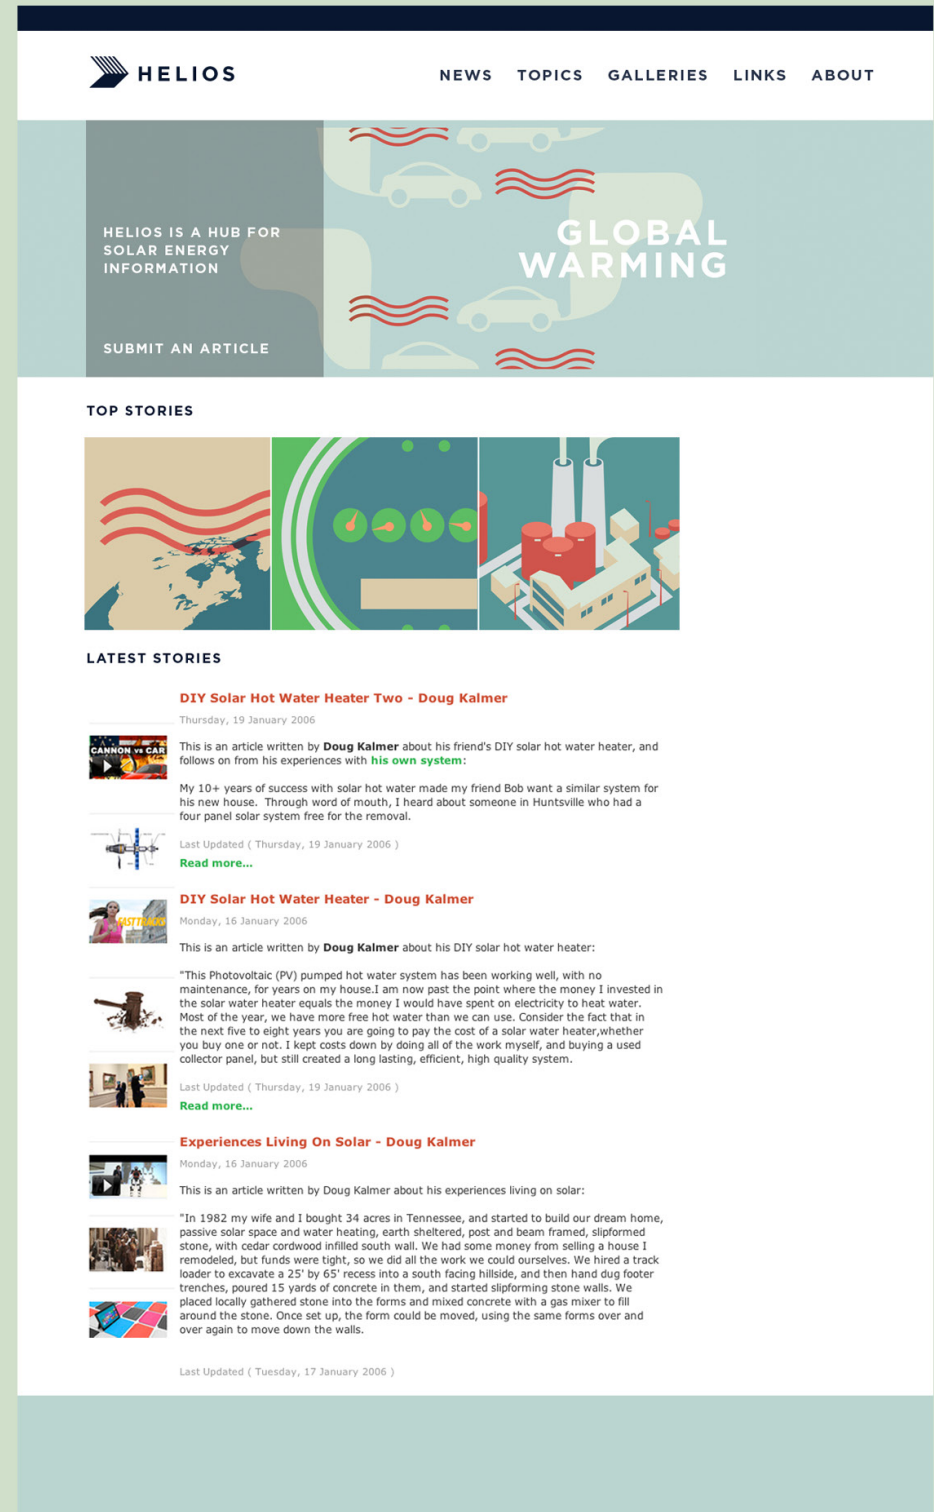 HELIOS
NEWS TOPICS GALLERIES LINKS ABOUT
HELIOS IS A HUB FOR
SOLAR ENERGY
INFORMATION
SUBMIT AN ARTICLE
GLOBAL
WARMING
TOP STORIES
LATEST STORIES
DIY Solar Hot Water Heater Two - Doug Kalmer
Thursday, 19 January 2006
CANNON vs CAR
This is an article written by Doug Kalmer about his friend's DIY solar hot water heater, and
follows on from his experiences with his own system:
My 10+ years of success with solar hot water made my friend Bob want a similar system for
his new house.  Through word of mouth, I heard about someone in Huntsville who had a
four panel solar system free for the removal.
Last Updated ( Thursday, 19 January 2006 )
Read more...
DIY Solar Hot Water Heater - Doug Kalmer
FAST TRACKS
Monday, 16 January 2006
This is an article written by Doug Kalmer about his DIY solar hot water heater:
"This Photovoltaic (PV) pumped hot water system has been working well, with no
maintenance, for years on my house.I am now past the point where the money I invested in
the solar water heater equals the money I would have spent on electricity to heat water.
Most of the year, we have more free hot water than we can use. Consider the fact that in
the next five to eight years you are going to pay the cost of a solar water heater,whether
you buy one or not. I kept costs down by doing all of the work myself, and buying a used
collector panel, but still created a long lasting, efficient, high quality system.
Last Updated ( Thursday, 19 January 2006 )
Read more...
Experiences Living On Solar - Doug Kalmer
Monday, 16 January 2006
This is an article written by Doug Kalmer about his experiences living on solar:
"In 1982 my wife and I bought 34 acres in Tennessee, and started to build our dream home,
passive solar space and water heating, earth sheltered, post and beam framed, slipformed
stone, with cedar cordwood infilled south wall. We had some money from selling a house I
remodeled, but funds were tight, so we did all the work we could ourselves. We hired a track
loader to excavate a 25' by 65' recess into a south facing hillside, and then hand dug footer
trenches, poured 15 yards of concrete in them, and started slipforming stone walls. We
placed locally gathered stone into the forms and mixed concrete with a gas mixer to fill
around the stone. Once set up, the form could be moved, using the same forms over and
over again to move down the walls.
Last Updated ( Tuesday, 17 January 2006 )